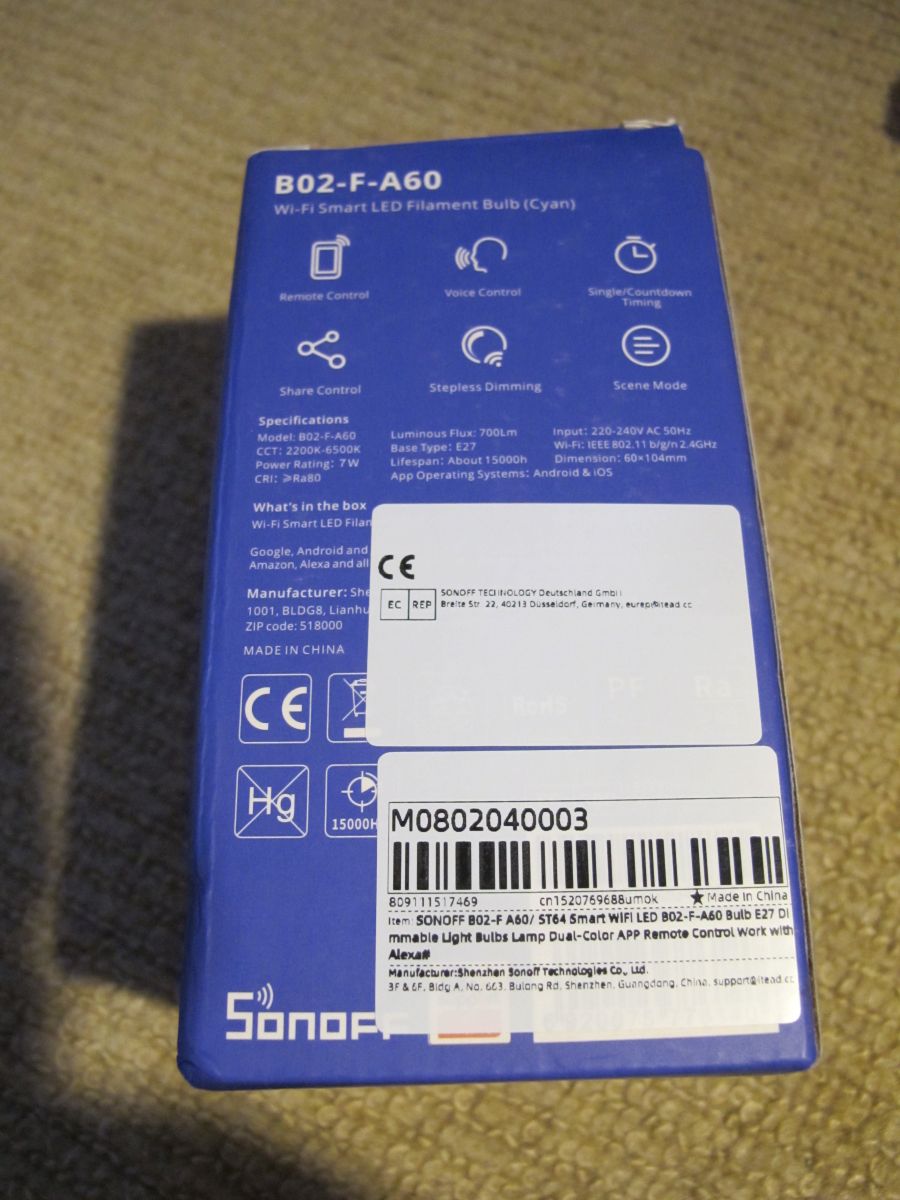 B02-F-A60
Wi-Fi Smart LED Filament Bulb (Cyan)
Remote Control
Voice Control
Single/Countdown
Timing
Share Control
Stepless Dimming
Scene Mode
Specifications
Model: B02-F-A60
CCT: 2200K-6500K
Power Rating: 7W
CRI: ⩾Ra80
Luminous Flux: 700Lm
Base Type: E27
Lifespan: About 15000h
App Operating Systems: Android & iOS
Input: 220-240V AC 50Hz
Wi-Fi: IEEE 802.11 b/g/n 2.4GHz
Dimension: 60×104mm
What's in the box
Wi-Fi Smart LED Filam
Google, Android and
Amazon, Alexa and all
Manufacturer: She
1001, BLDG8, Lianhu
ZIP code: 518000
MADE IN CHINA
CE
CE
EC REP
SONOFF TECHNOLOGY Deutschland GmbH
Breite Str. 22, 40213 Düsseldorf, Germany, eurep@itead.cc
RoHS
PF
Ra
Hg
15000H
M0802040003
809111517469
cn1520769688umok
★ Made in China
Item: SONOFF B02-F A60/ ST64 Smart WIFI LED B02-F-A60 Bulb E27 Di
mmable Light Bulbs Lamp Dual-Color APP Remote Control Work with
Alexa#
Manufacturer:Shenzhen Sonoff Technologies Co., Ltd.
3F & 6F, Bldg A, No. 663, Bulong Rd, Shenzhen, Guangdong, China, support@itead.cc
SONOFF